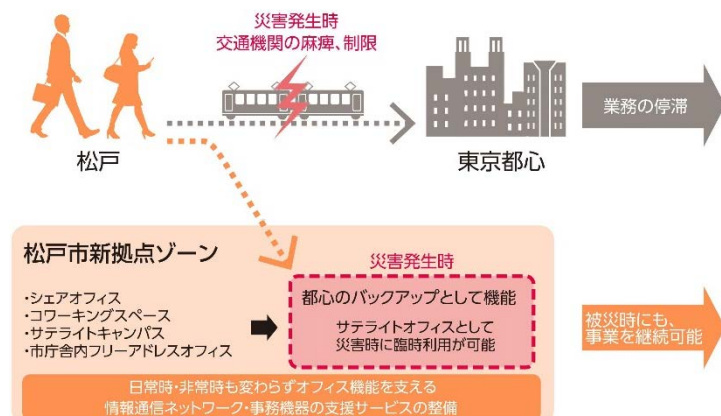 災害発生時
交通機関の麻痺、制限
松戸
東京都心
業務の停滞
松戸市新拠点ゾーン
・シェアオフィス
・コワーキングスペース
・サテライトキャンパス
・市庁舎内フリーアドレスオフィス
災害発生時
都心のバックアップとして機能
サテライトオフィスとして
災害時に臨時利用が可能
被災時にも、
事業を継続可能
日常時・非常時も変わらずオフィス機能を支える
情報通信ネットワーク・事務機器の支援サービスの整備